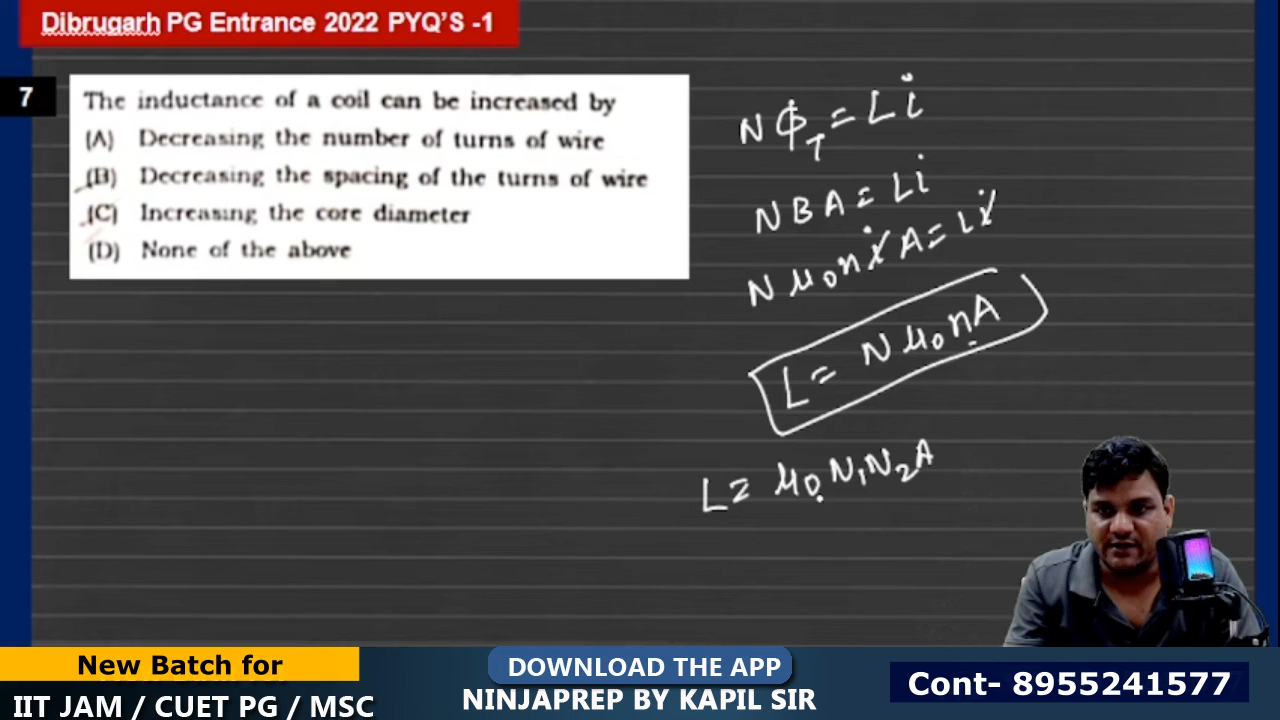 Dibrugarh PG Entrance 2022 PYQ'S -1
7
The inductance of a coil can be increased by
(A) Decreasing the number of turns of wire
(B) Decreasing the spacing of the turns of wire
(C) Increasing the core diameter
(D) None of the above
NΦ_T = Li
NBA = Li
Nμ₀niA = Li
L = Nμ₀nA
L = μ₀N₁N₂A
New Batch for
IIT JAM / CUET PG / MSC
DOWNLOAD THE APP
NINJAPREP BY KAPIL SIR
Cont- 8955241577